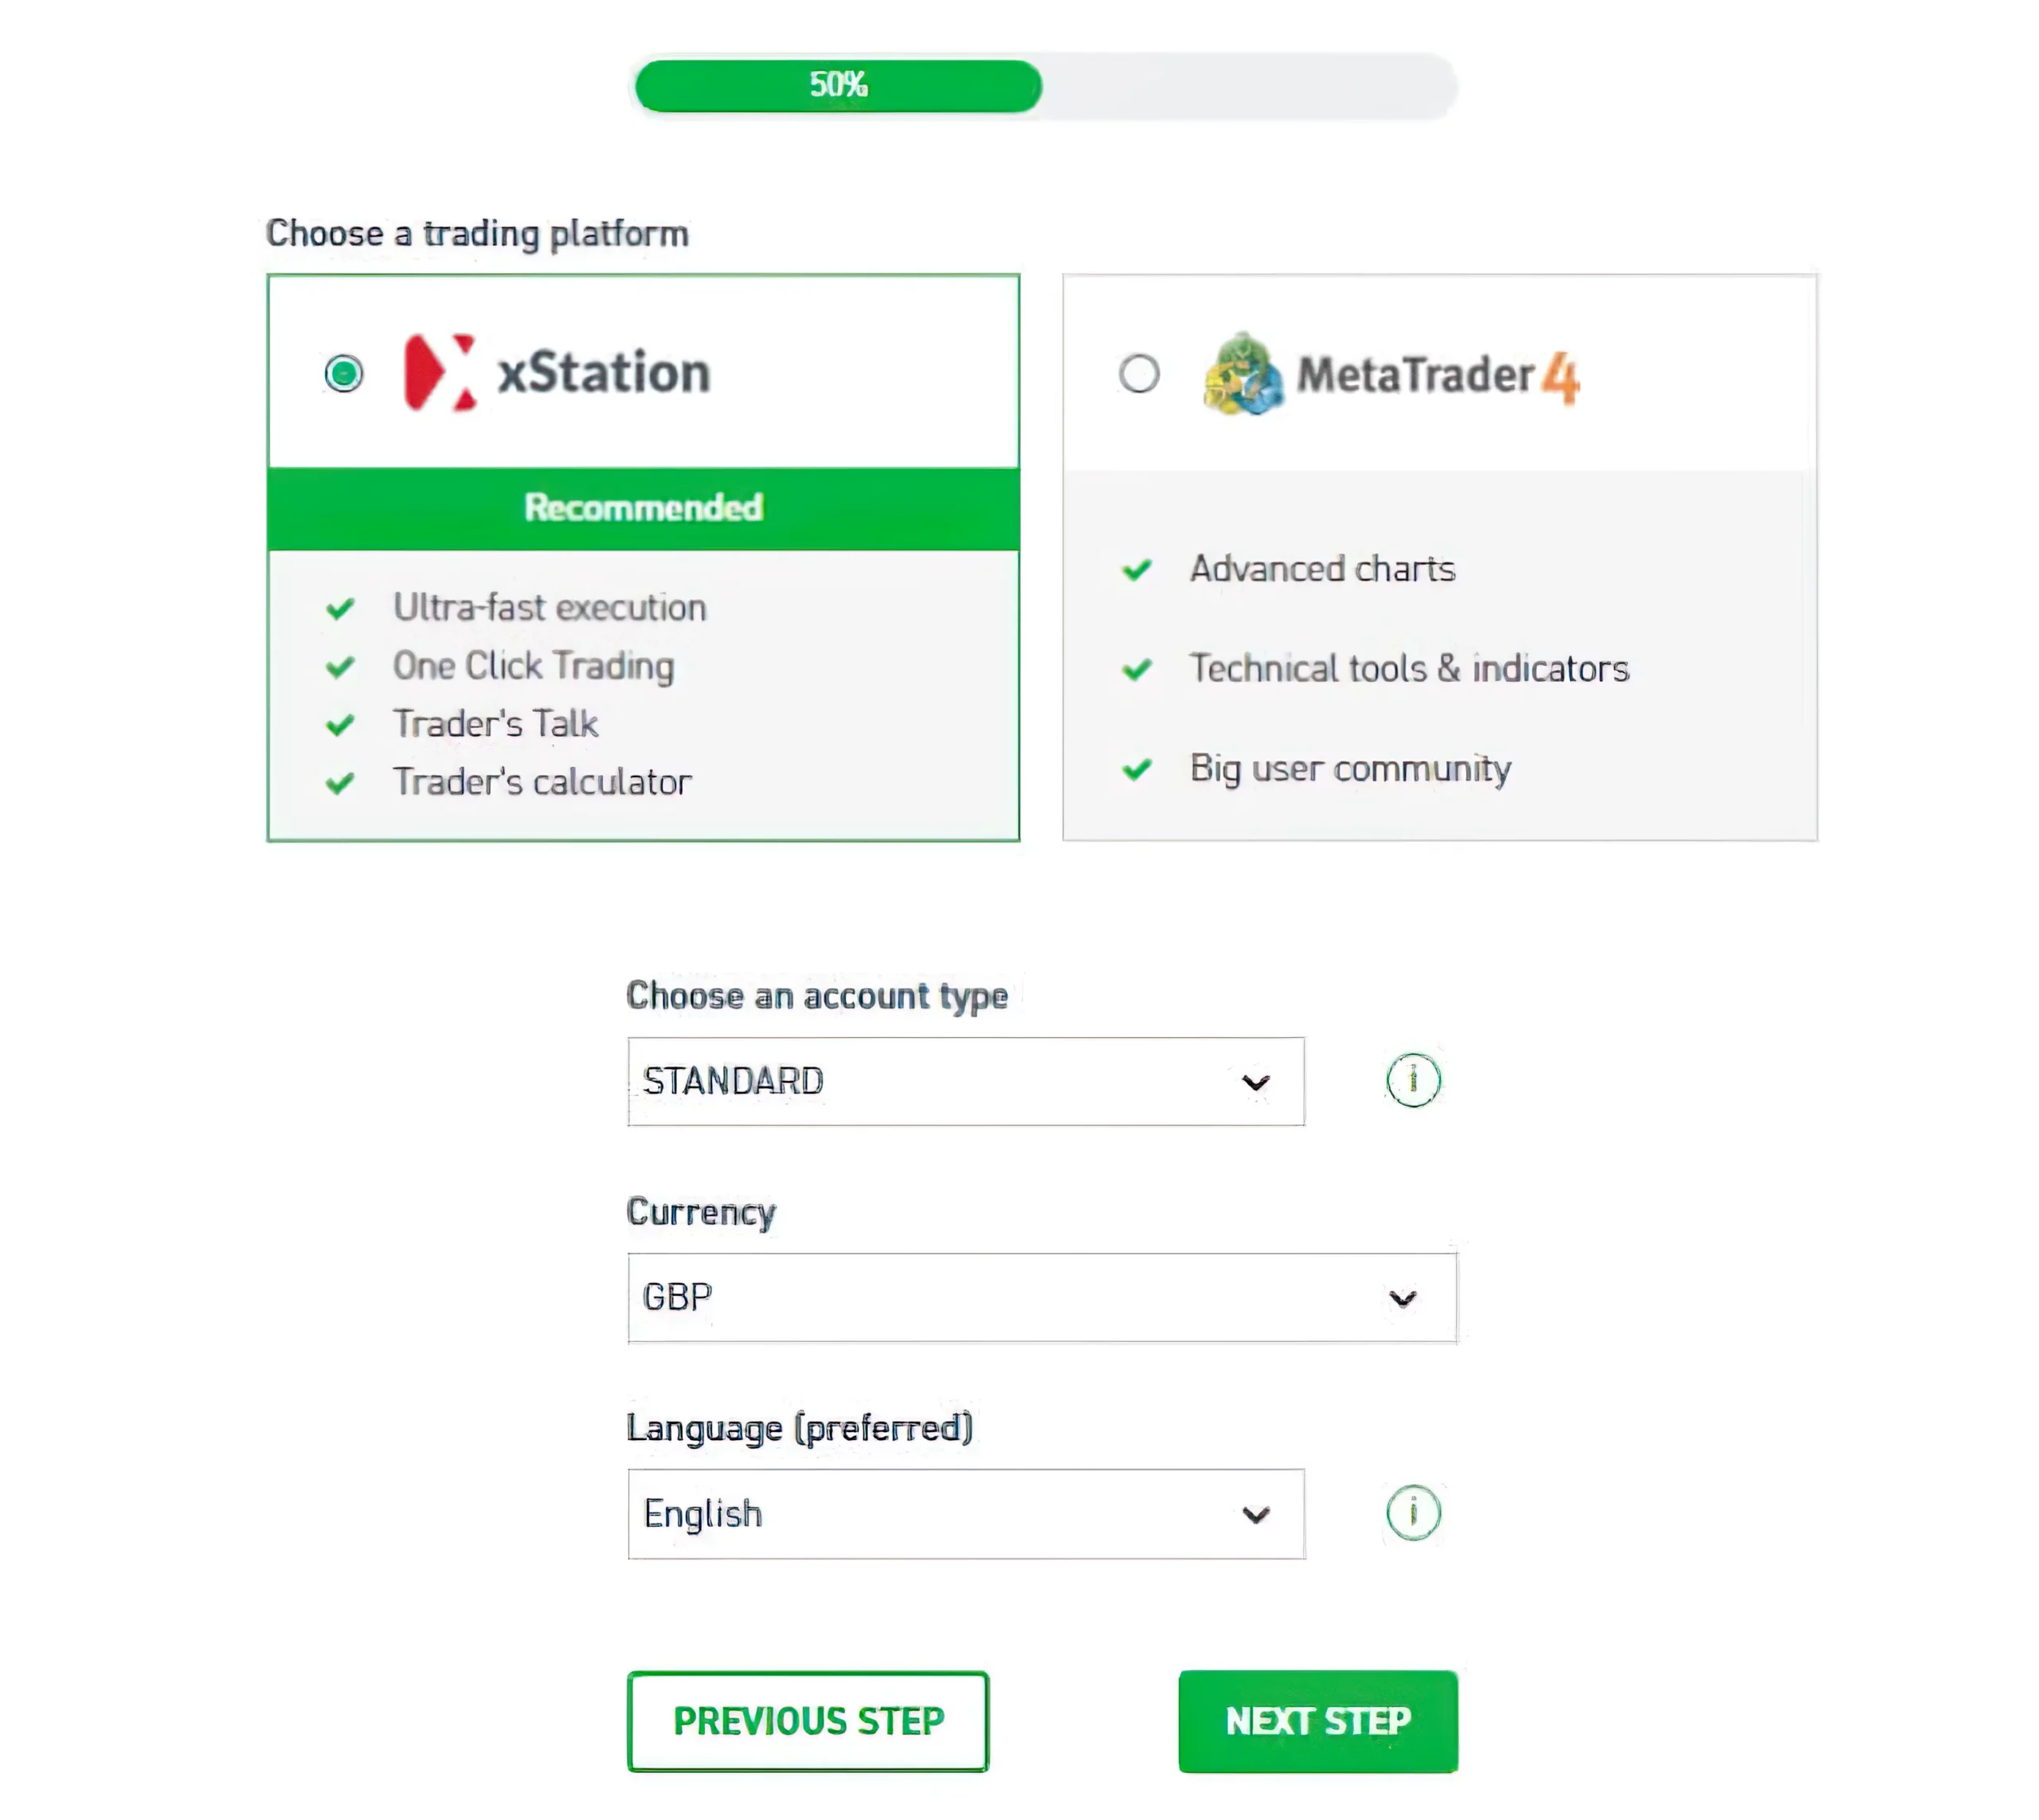 50%
Choose a trading platform
xStation
Recommended
Ultra-fast execution
One Click Trading
Trader's Talk
Trader's calculator
MetaTrader 4
Advanced charts
Technical tools & indicators
Big user community
Choose an account type
STANDARD
i
Currency
GBP
Language (preferred)
English
i
PREVIOUS STEP
NEXT STEP